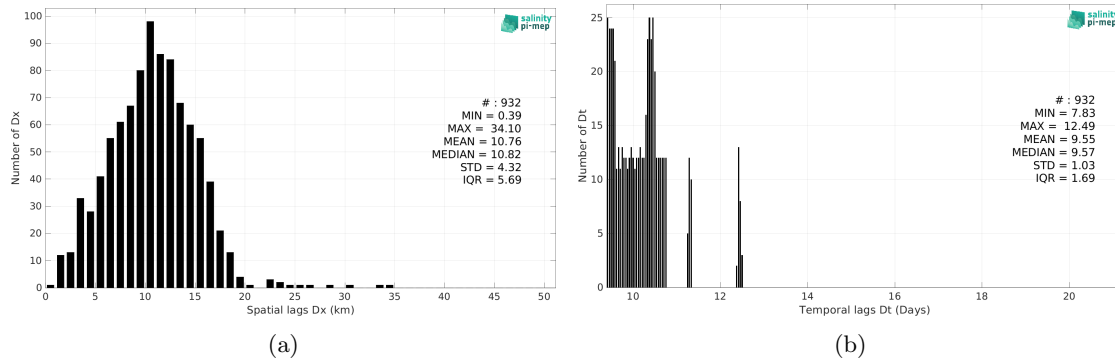 salinity
pi-mep
100
90
80
70
60
50
40
30
20
10
0
Number of Dx
# : 932
MIN = 0.39
MAX = 34.10
MEAN = 10.76
MEDIAN = 10.82
STD = 4.32
IQR = 5.69
0 5 10 15 20 25 30 35 40 45 50
Spatial lags Dx (km)
(a)
salinity
pi-mep
25
20
15
10
5
0
Number of Dt
# : 932
MIN = 7.83
MAX = 12.49
MEAN = 9.55
MEDIAN = 9.57
STD = 1.03
IQR = 1.69
10 12 14 16 18 20
Temporal lags Dt (Days)
(b)